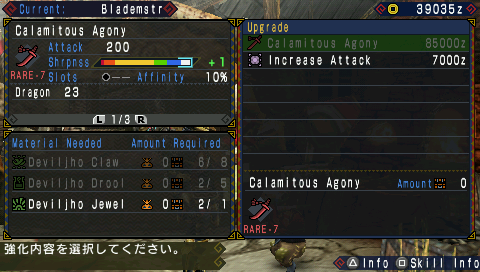 Current: Blademstr
39035z
Calamitous Agony
Attack 200
Shrpnss +1
RARE-7
Slots ●-- Affinity 10%
Dragon 23
L 1/3 R
Material Needed Amount Required
Deviljho Claw 0 6/ 8
Deviljho Drool 0 2/ 5
Deviljho Jewel 0 2/ 1
Upgrade
Calamitous Agony 85000z
Increase Attack 7000z
Calamitous Agony Amount 0
RARE-7
強化内容を選択してください。
△ Info □ Skill Info